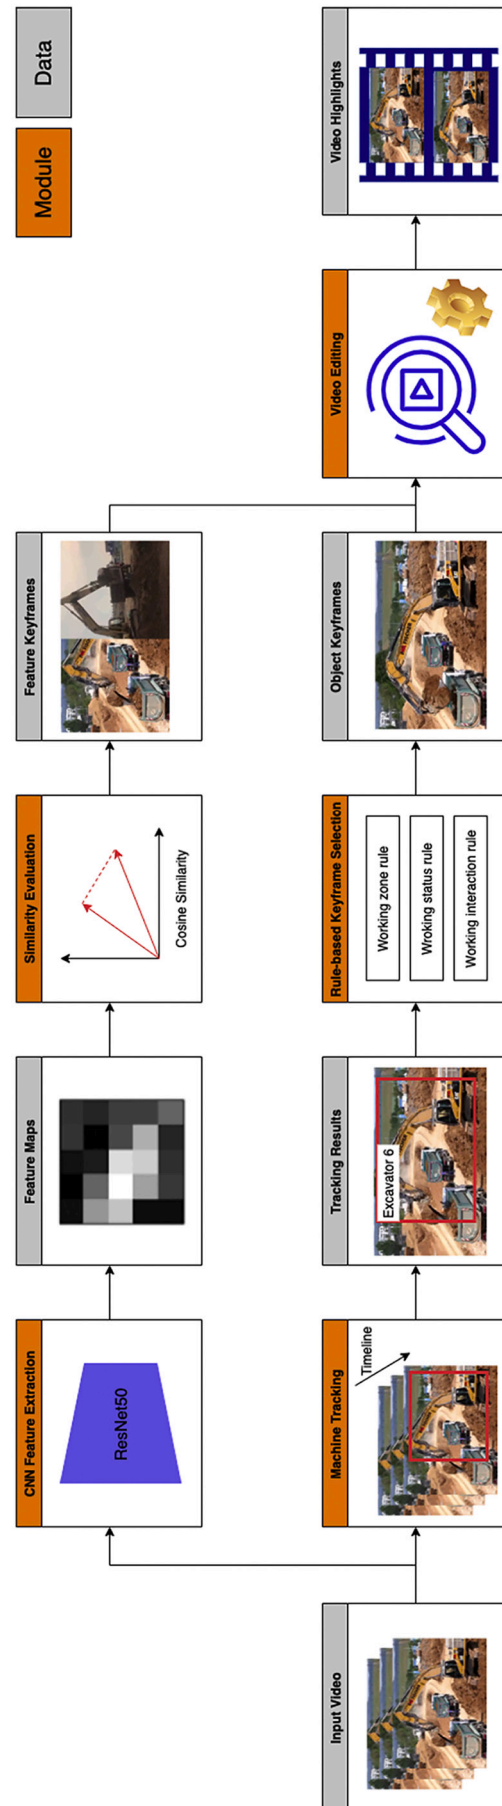 Module
Data
Input Video
CNN Feature Extraction
ResNet50
Feature Maps
Similarity Evaluation
Cosine Similarity
Feature Keyframes
Machine Tracking
Timeline
Tracking Results
Excavator 6
Rule-based Keyframe Selection
Working zone rule
Wroking status rule
Working interaction rule
Object Keyframes
Video Editing
Video Highlights